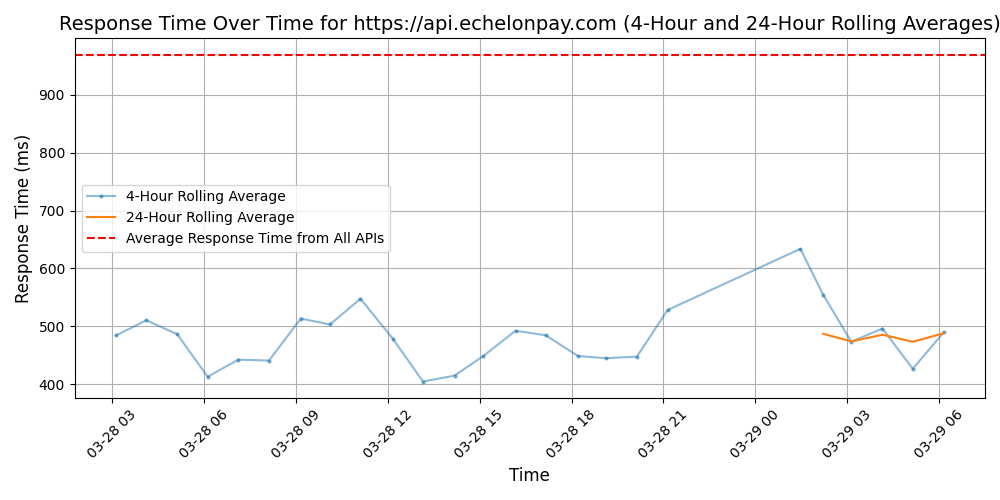 Response Time Over Time for https://api.echelonpay.com (4-Hour and 24-Hour Rolling Averages)
Response Time (ms)
900
800
700
600
500
400
4-Hour Rolling Average
24-Hour Rolling Average
Average Response Time from All APIs
03-28 03
03-28 06
03-28 09
03-28 12
03-28 15
03-28 18
03-28 21
03-29 00
03-29 03
03-29 06
Time